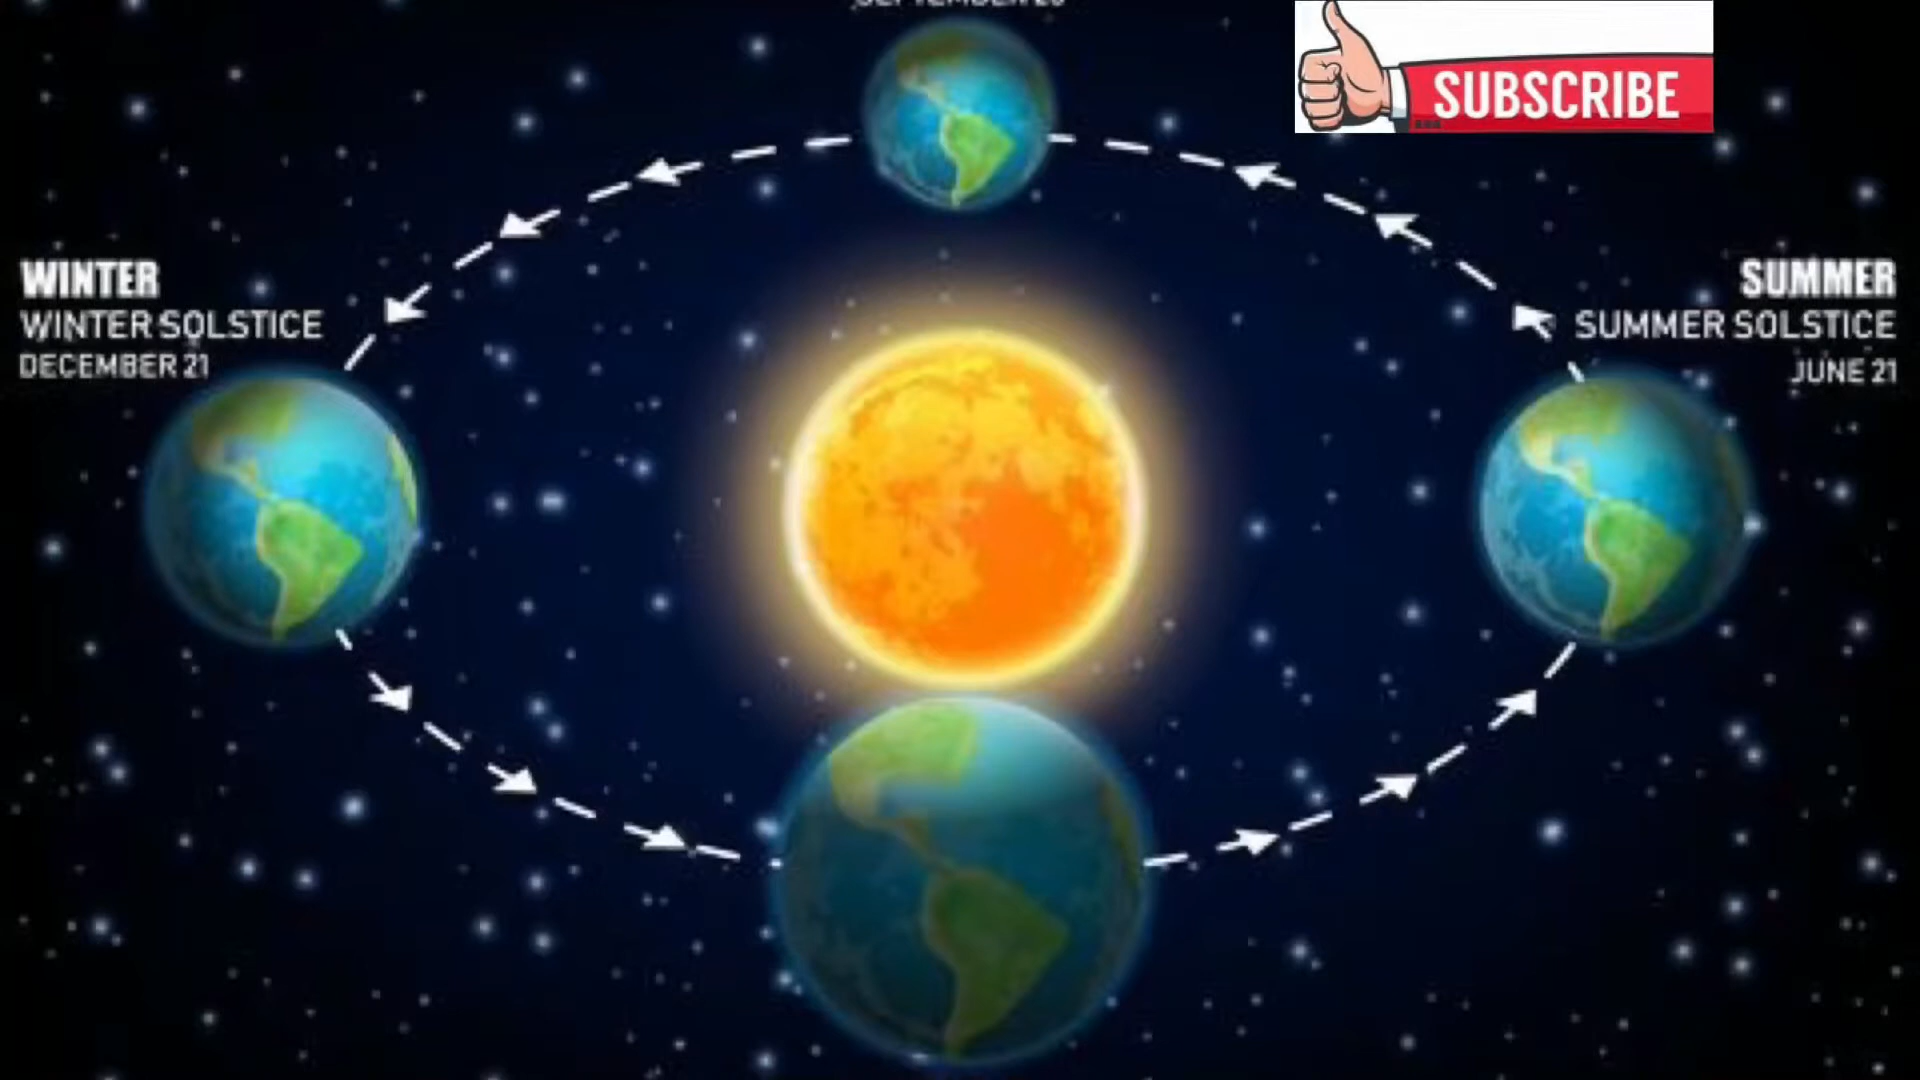 SUBSCRIBE
WINTER
WINTER SOLSTICE
DECEMBER 21
SUMMER
SUMMER SOLSTICE
JUNE 21